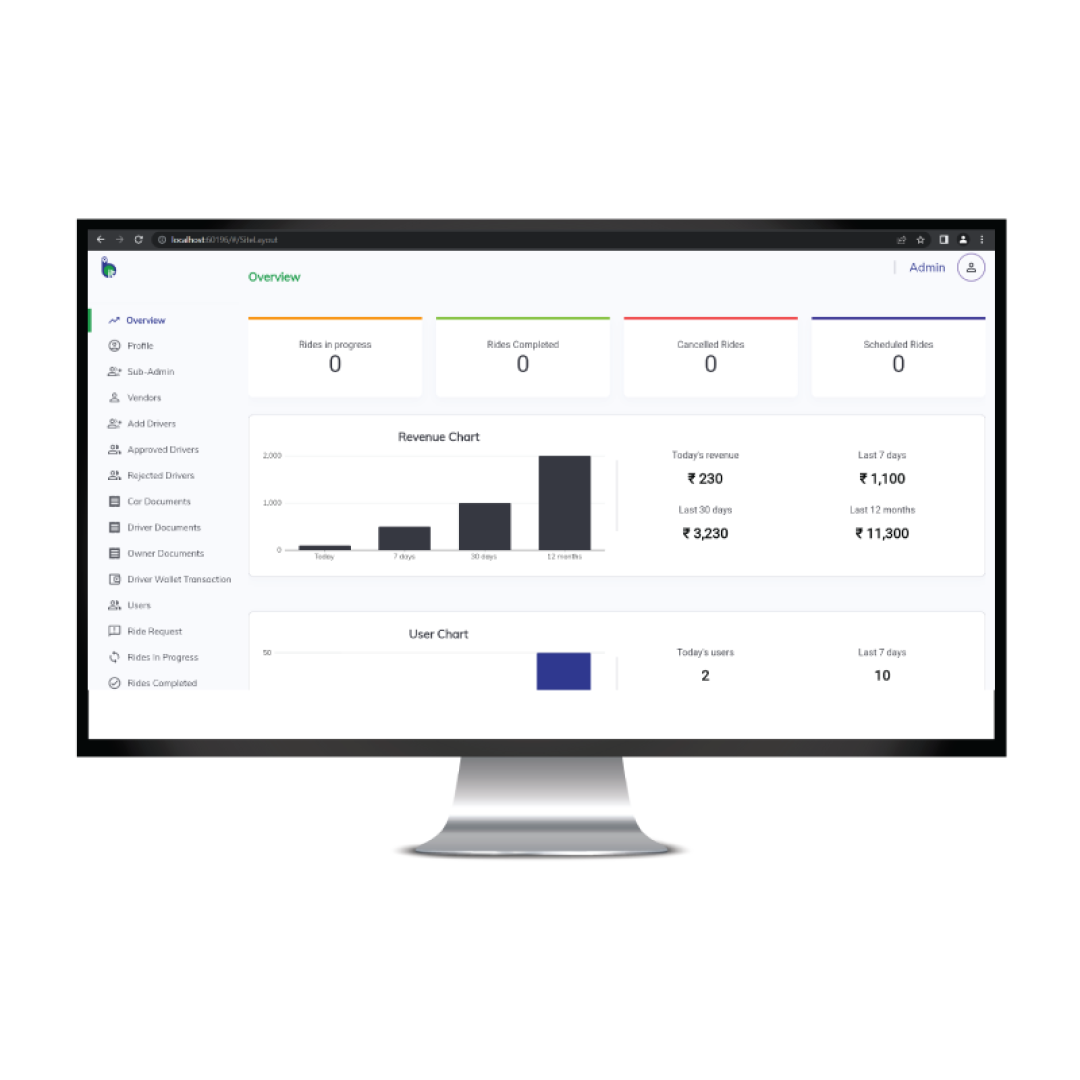 localhost:60196/#/SiteLayout
Admin
Overview
Overview
Profile
Sub-Admin
Vendors
Add Drivers
Approved Drivers
Rejected Drivers
Car Documents
Driver Documents
Owner Documents
Driver Wallet Transaction
Users
Ride Request
Rides In Progress
Rides Completed
Rides in progress
0
Rides Completed
0
Cancelled Rides
0
Scheduled Rides
0
Revenue Chart
2,000
1,000
0
Today
7 days
30 days
12 months
Today's revenue
₹ 230
Last 7 days
₹ 1,100
Last 30 days
₹ 3,230
Last 12 months
₹ 11,300
User Chart
50
Today's users
2
Last 7 days
10